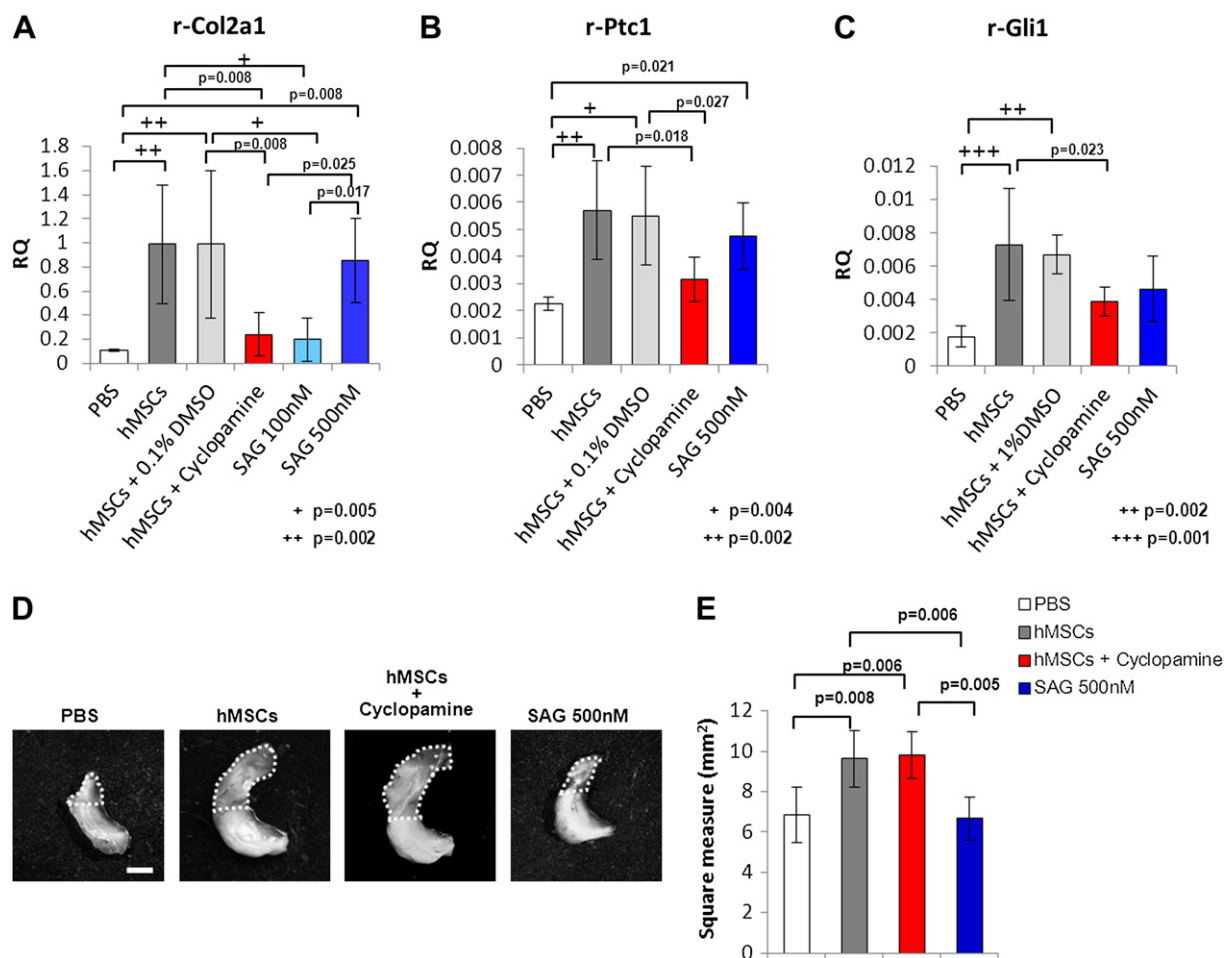 A
r-Col2a1
+
p=0.008
p=0.008
++
+
++
p=0.008
p=0.025
p=0.017
RQ
1.8
1.6
1.4
1.2
1
0.8
0.6
0.4
0.2
0
PBS
hMSCs
hMSCs + 0.1% DMSO
hMSCs + Cyclopamine
SAG 100nM
SAG 500nM
+ p=0.005
++ p=0.002
B
r-Ptc1
p=0.021
+
p=0.027
++
p=0.018
RQ
0.008
0.007
0.006
0.005
0.004
0.003
0.002
0.001
0
PBS
hMSCs
hMSCs + 0.1% DMSO
hMSCs + Cyclopamine
SAG 500nM
+ p=0.004
++ p=0.002
C
r-Gli1
++
+++
p=0.023
RQ
0.012
0.01
0.008
0.006
0.004
0.002
0
PBS
hMSCs
hMSCs + 1%DMSO
hMSCs + Cyclopamine
SAG 500nM
++ p=0.002
+++ p=0.001
D
PBS
hMSCs
hMSCs
+
Cyclopamine
SAG 500nM
E
PBS
hMSCs
hMSCs + Cyclopamine
SAG 500nM
p=0.006
p=0.006
p=0.008
p=0.005
Square measure (mm²)
12
10
8
6
4
2
0